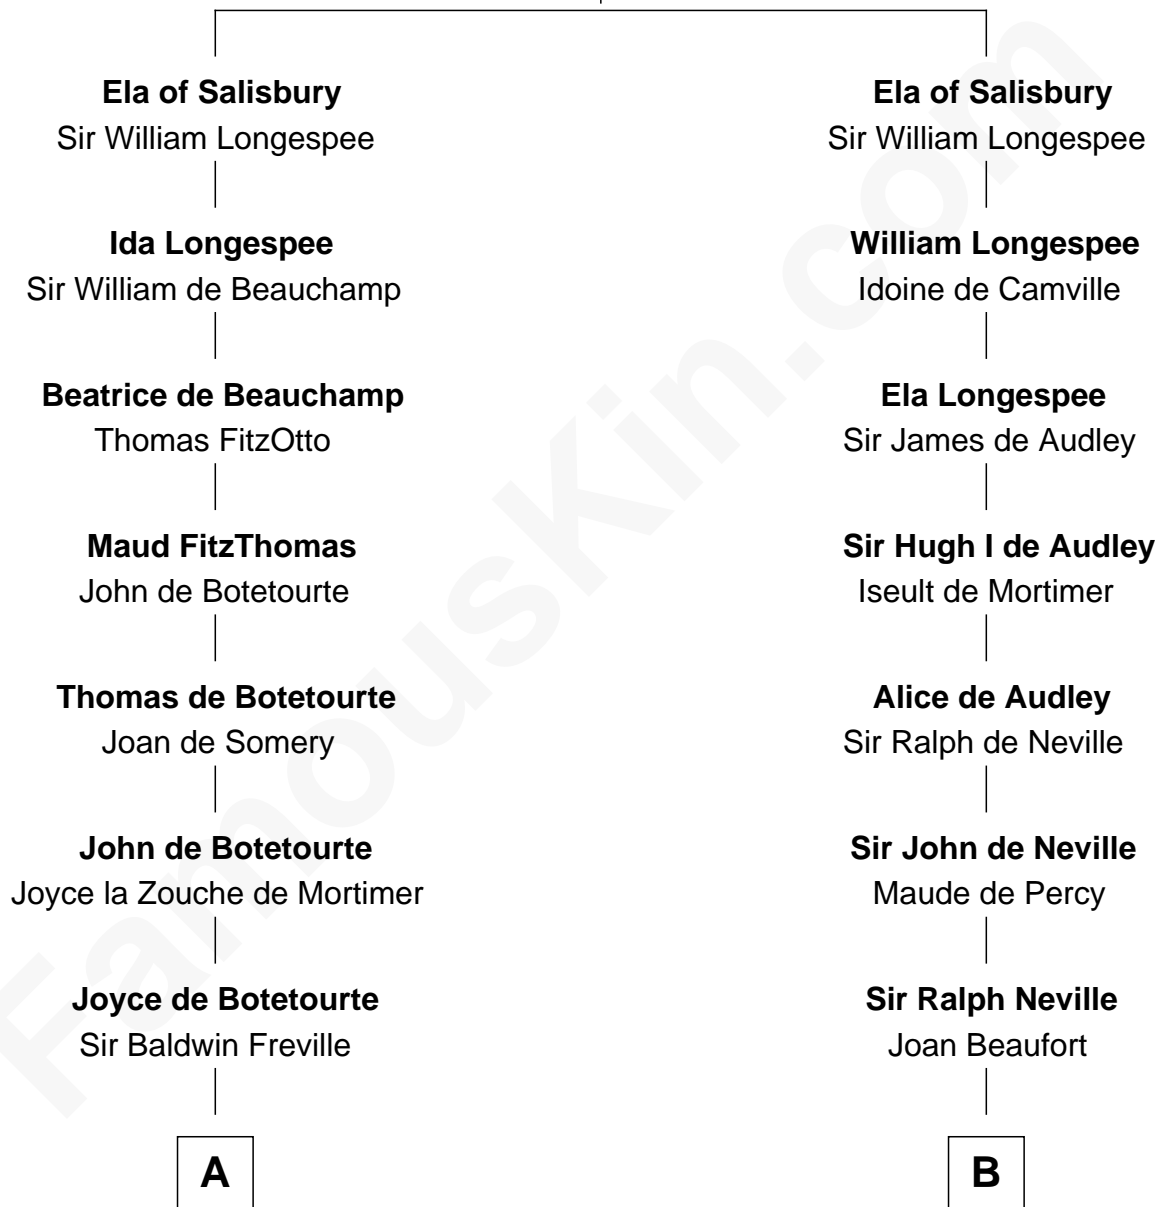 Ela of Salisbury
Sir William Longespee
Ida Longespee
Sir William de Beauchamp
Beatrice de Beauchamp
Thomas FitzOtto
Maud FitzThomas
John de Botetourte
Thomas de Botetourte
Joan de Somery
John de Botetourte
Joyce la Zouche de Mortimer
Joyce de Botetourte
Sir Baldwin Freville
A
Ela of Salisbury
Sir William Longespee
William Longespee
Idoine de Camville
Ela Longespee
Sir James de Audley
Sir Hugh I de Audley
Iseult de Mortimer
Alice de Audley
Sir Ralph de Neville
Sir John de Neville
Maude de Percy
Sir Ralph Neville
Joan Beaufort
B
FamousKin.com